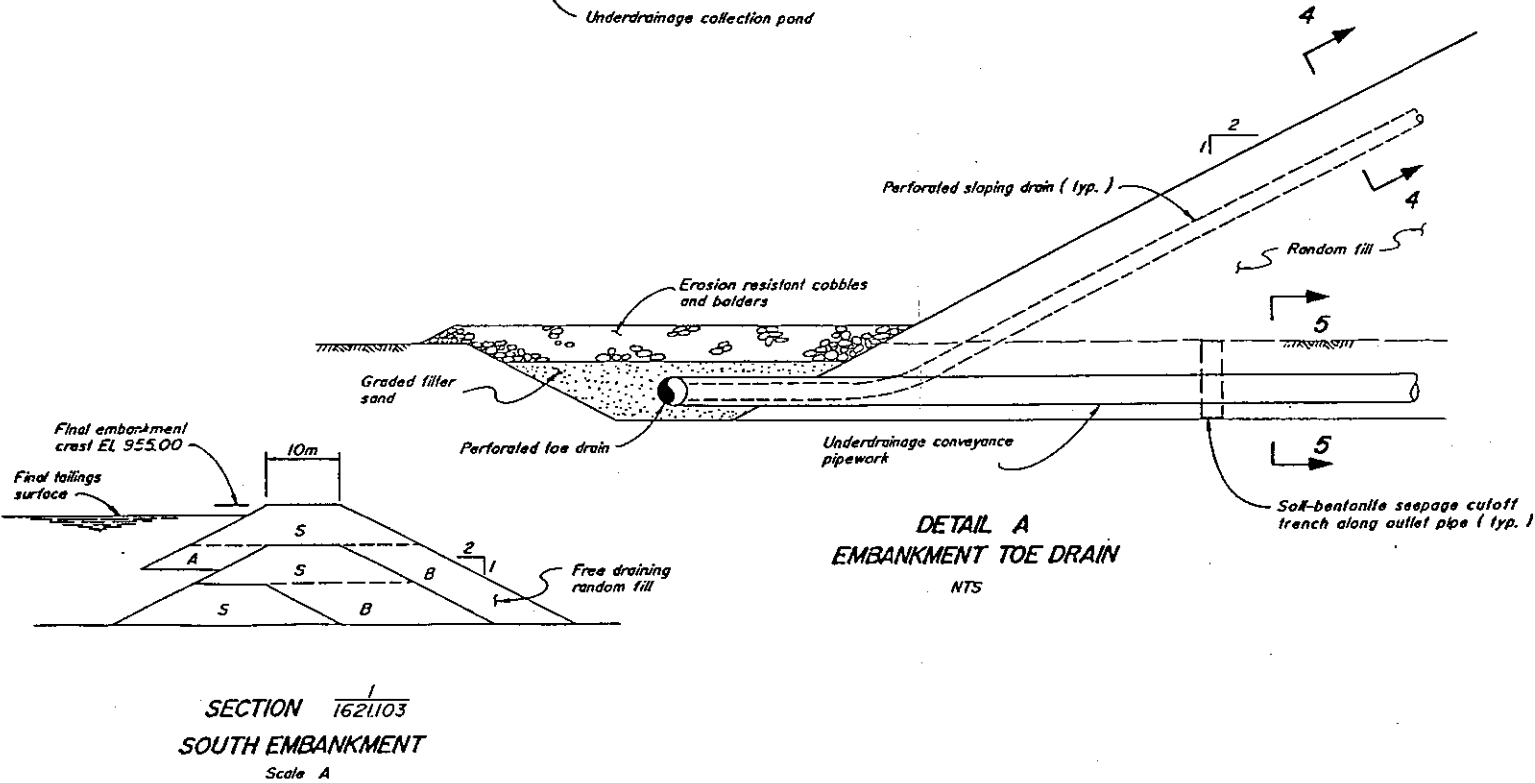 Underdrainage collection pond
4
2
1
Perforated sloping drain ( typ. )
4
Random fill
Erosion resistant cobbles
and bolders
5
Graded filler
sand
Final embankment
crest El. 955.00
10m
Perforated toe drain
Underdrainage conveyance
pipework
5
Final tailings
surface
Soil-bentonite seepage cutoff
trench along outlet pipe ( typ. )
DETAIL A
EMBANKMENT TOE DRAIN
NTS
S
2
1
A
S
B
Free draining
random fill
S
B
SECTION 1
1621.103
SOUTH EMBANKMENT
Scale A